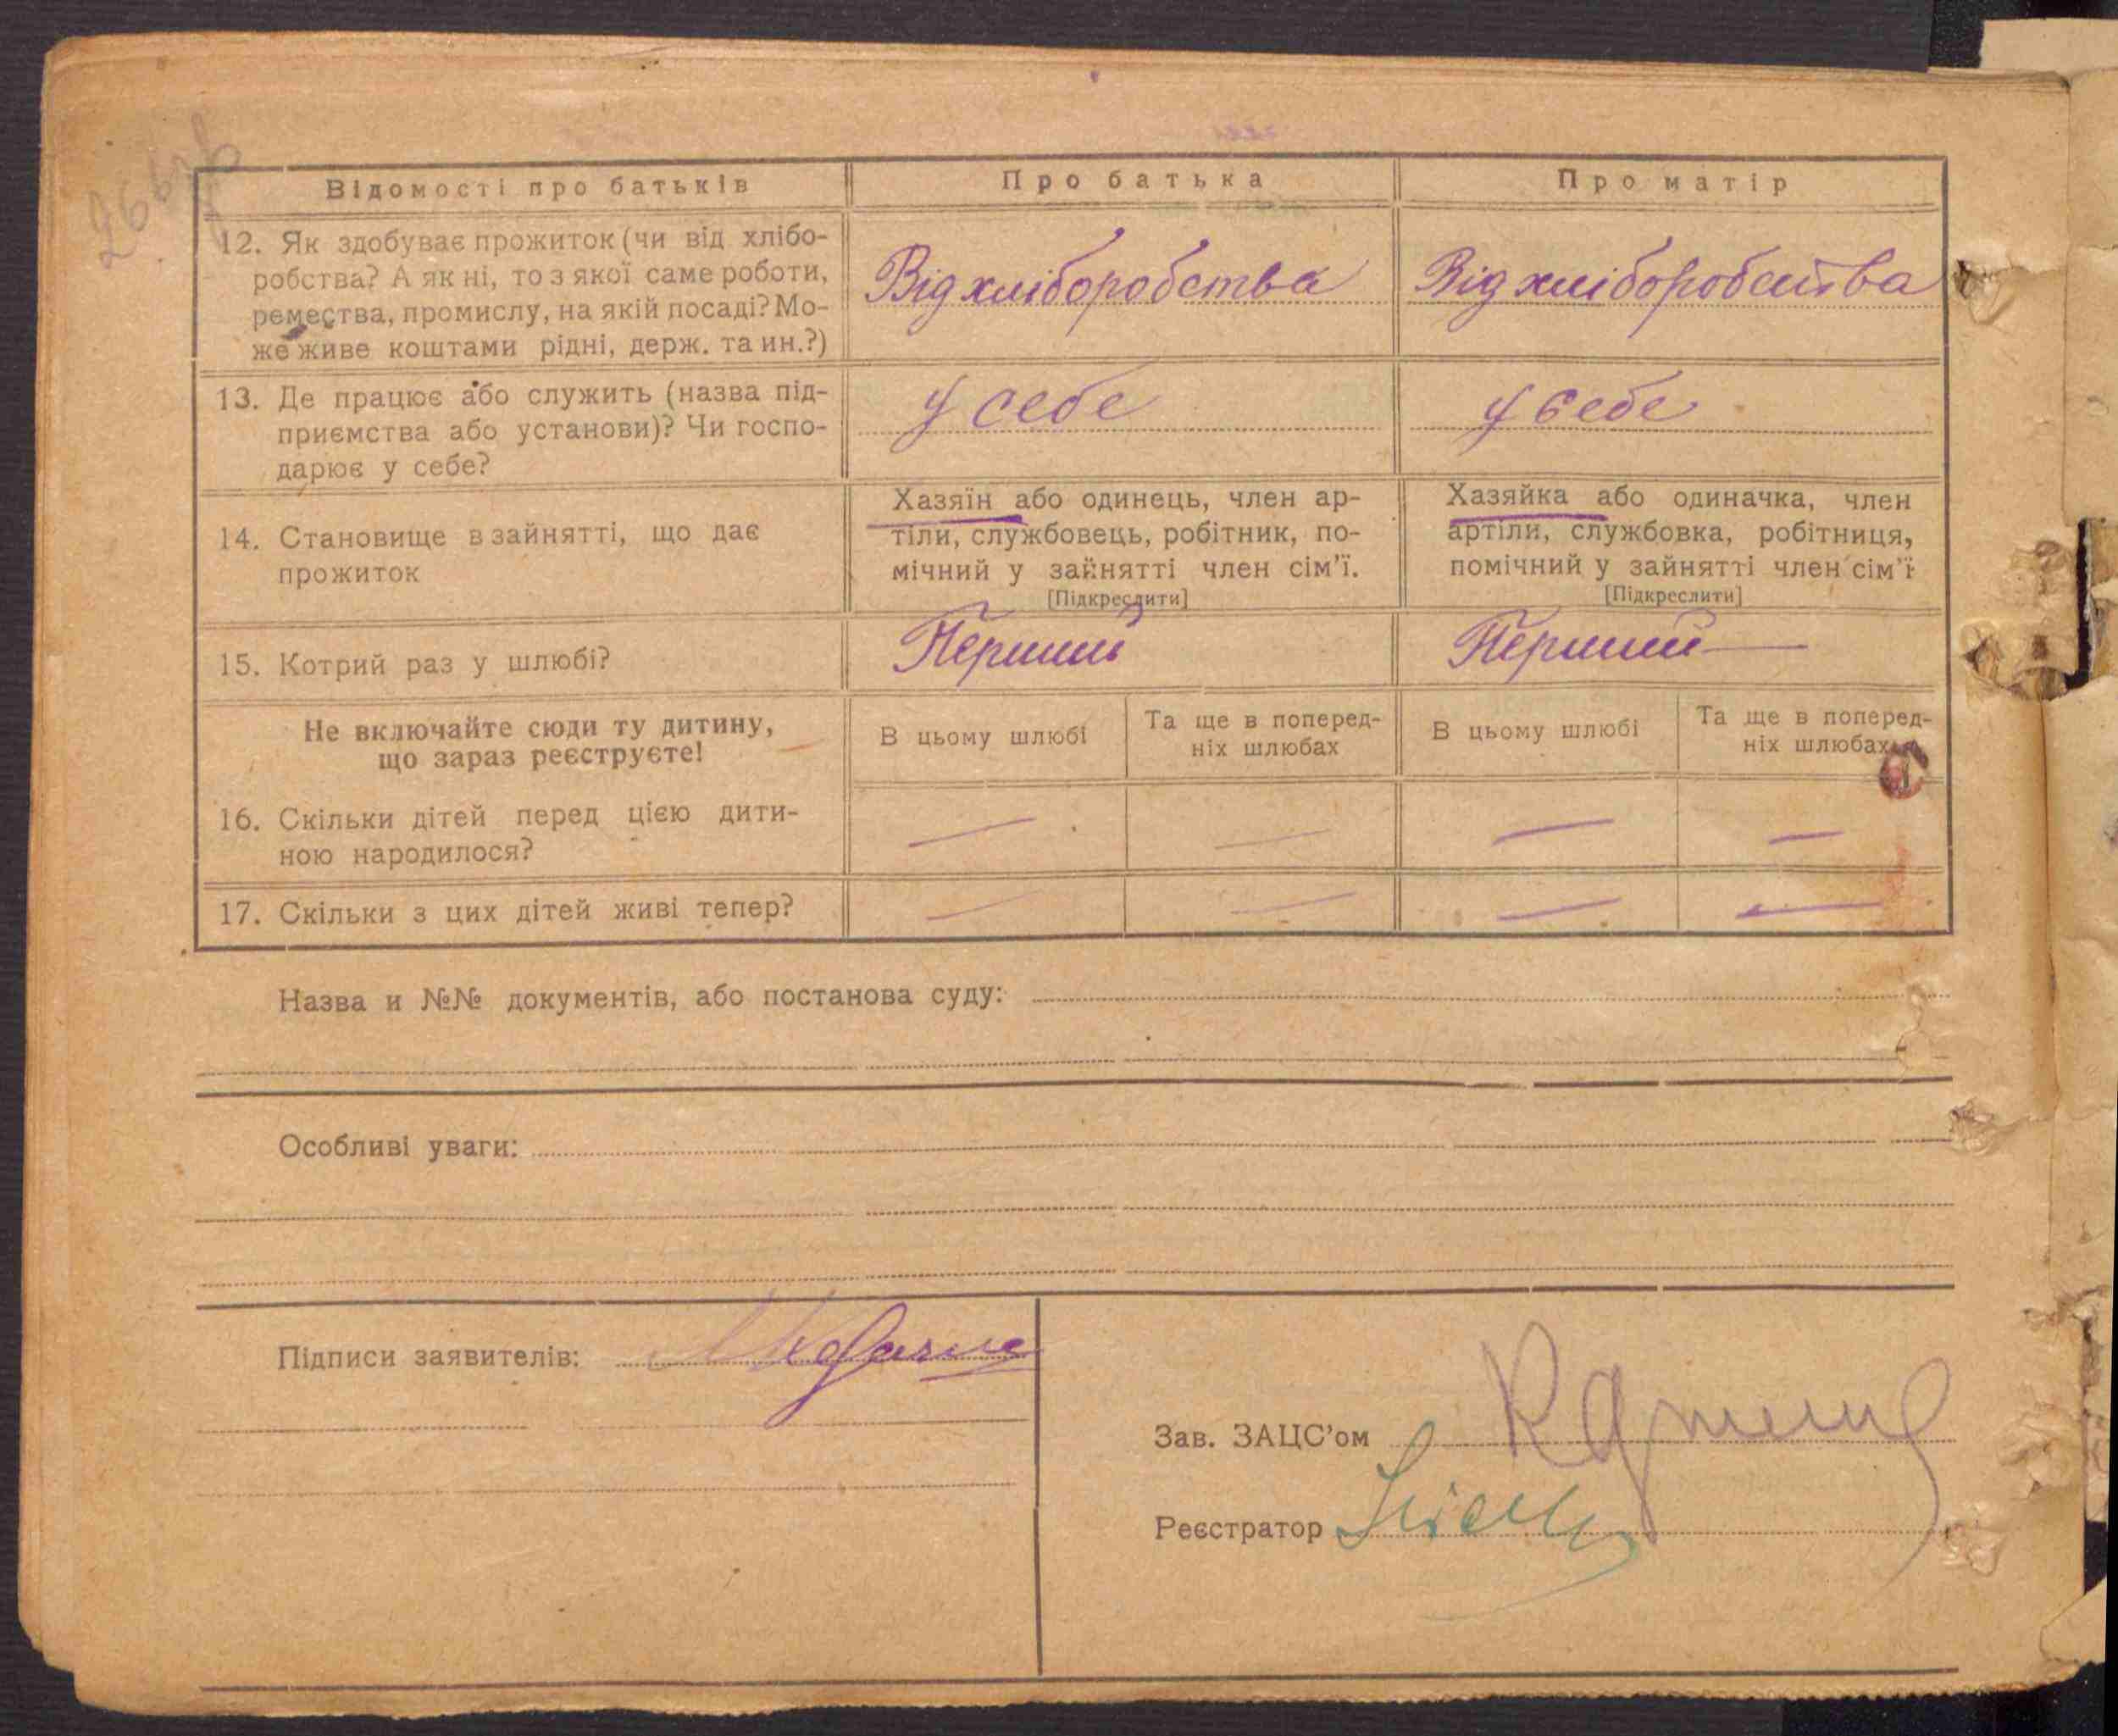 266 зв
Відомості про батьків
Про батька
Про матір
12. Як здобуває прожиток (чи від хлібо-
робства? А як ні, то з якої саме роботи,
ремества, промислу, на якій посаді? Мо-
же живе коштами рідні, держ. та ин.?)
Від хліборобства
Від хліборобства
13. Де працює або служить (назва під-
приємства або установи)? Чи госпо-
дарює у себе?
у себе
у себе
14. Становище в зайнятті, що дає
прожиток
Хазяїн або одинець, член ар-
тіли, службовець, робітник, по-
мічний у зайнятті член сім'ї.
[Підкреслити]
Хазяйка або одиначка, член
артіли, службовка, робітниця,
помічний у зайнятті член сім'ї
[Підкреслити]
15. Котрий раз у шлюбі?
Перший
Перший —
Не включайте сюди ту дитину,
що зараз реєструєте!
В цьому шлюбі
Та ще в поперед-
ніх шлюбах
В цьому шлюбі
Та ще в поперед-
ніх шлюбах
16. Скільки дітей перед цією дити-
ною народилося?
— — — —
17. Скільки з цих дітей живі тепер?
— — — —
Назва и №№ документів, або постанова суду:
Особливі уваги:
Підписи заявителів:
Зав. ЗАЦС'ом
Реєстратор